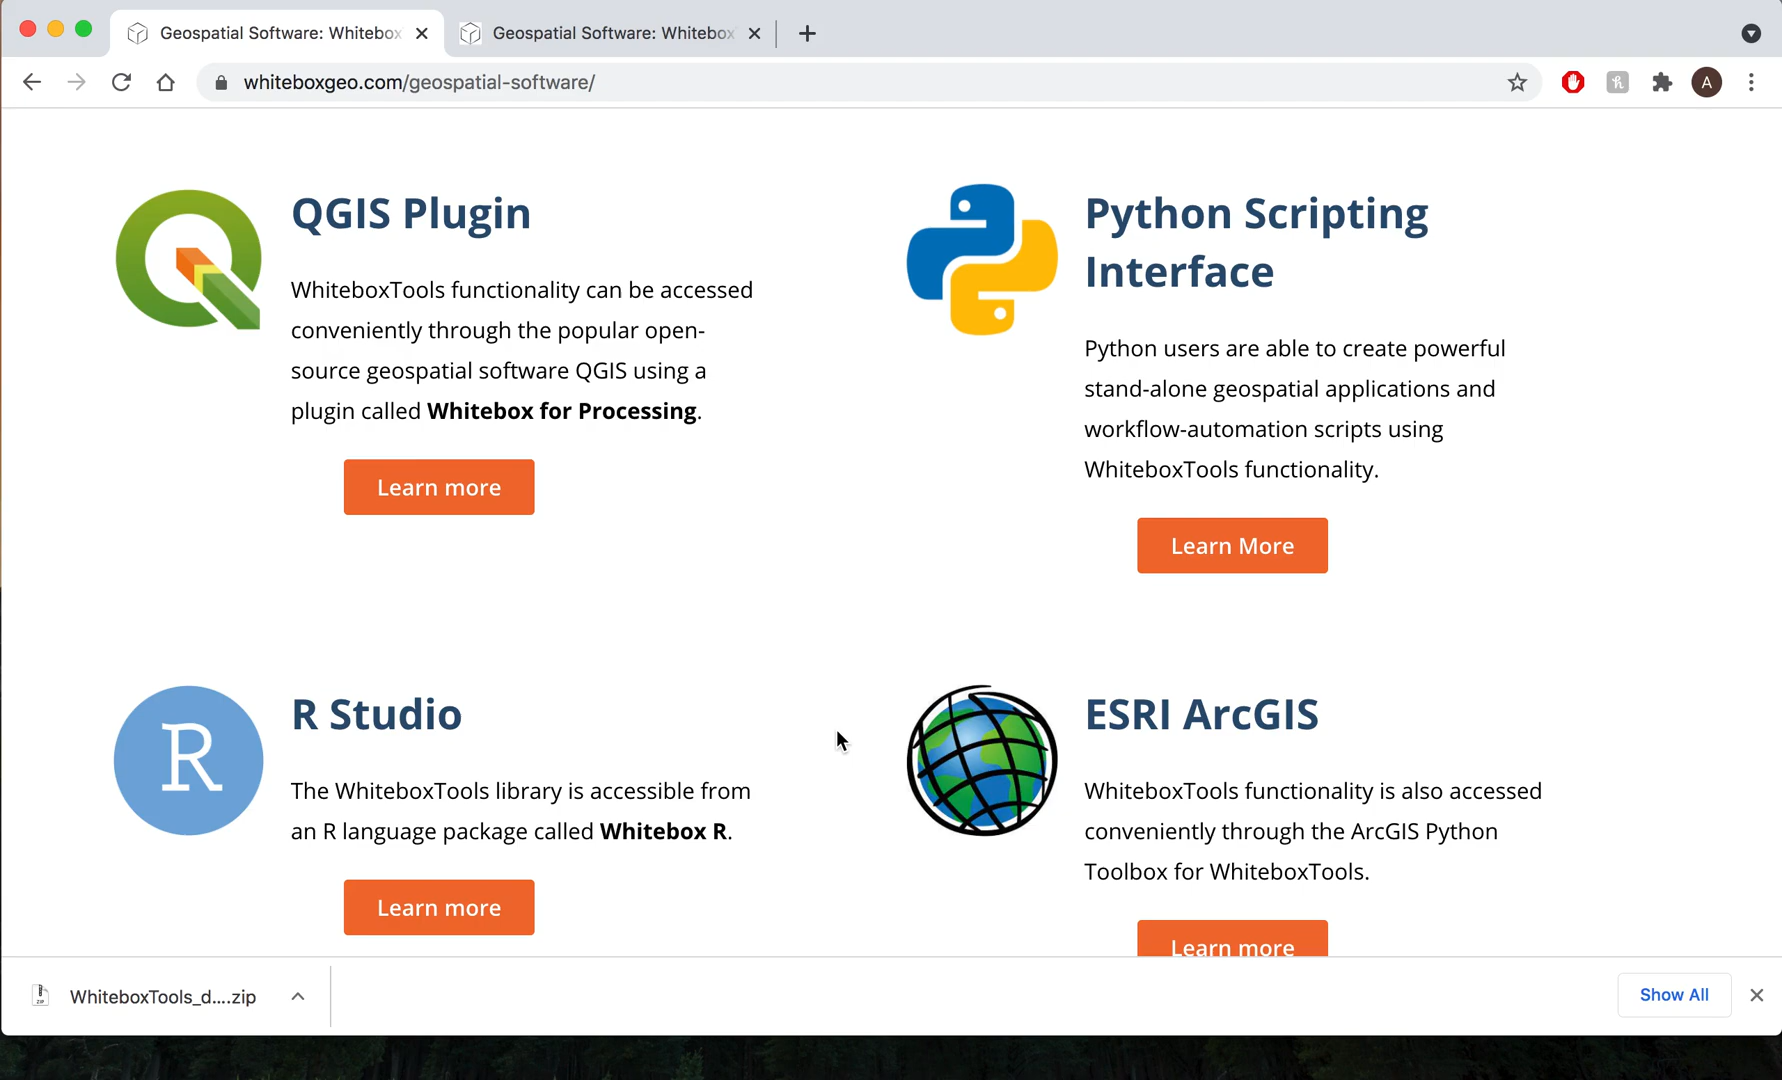 Geospatial Software: Whitebox
Geospatial Software: Whitebox
whiteboxgeo.com/geospatial-software/
A
QGIS Plugin
WhiteboxTools functionality can be accessed
conveniently through the popular open-
source geospatial software QGIS using a
plugin called Whitebox for Processing.
Learn more
Python Scripting
Interface
Python users are able to create powerful
stand-alone geospatial applications and
workflow-automation scripts using
WhiteboxTools functionality.
Learn More
R
R Studio
The WhiteboxTools library is accessible from
an R language package called Whitebox R.
Learn more
ESRI ArcGIS
WhiteboxTools functionality is also accessed
conveniently through the ArcGIS Python
Toolbox for WhiteboxTools.
Learn more
ZIP
WhiteboxTools_d....zip
Show All